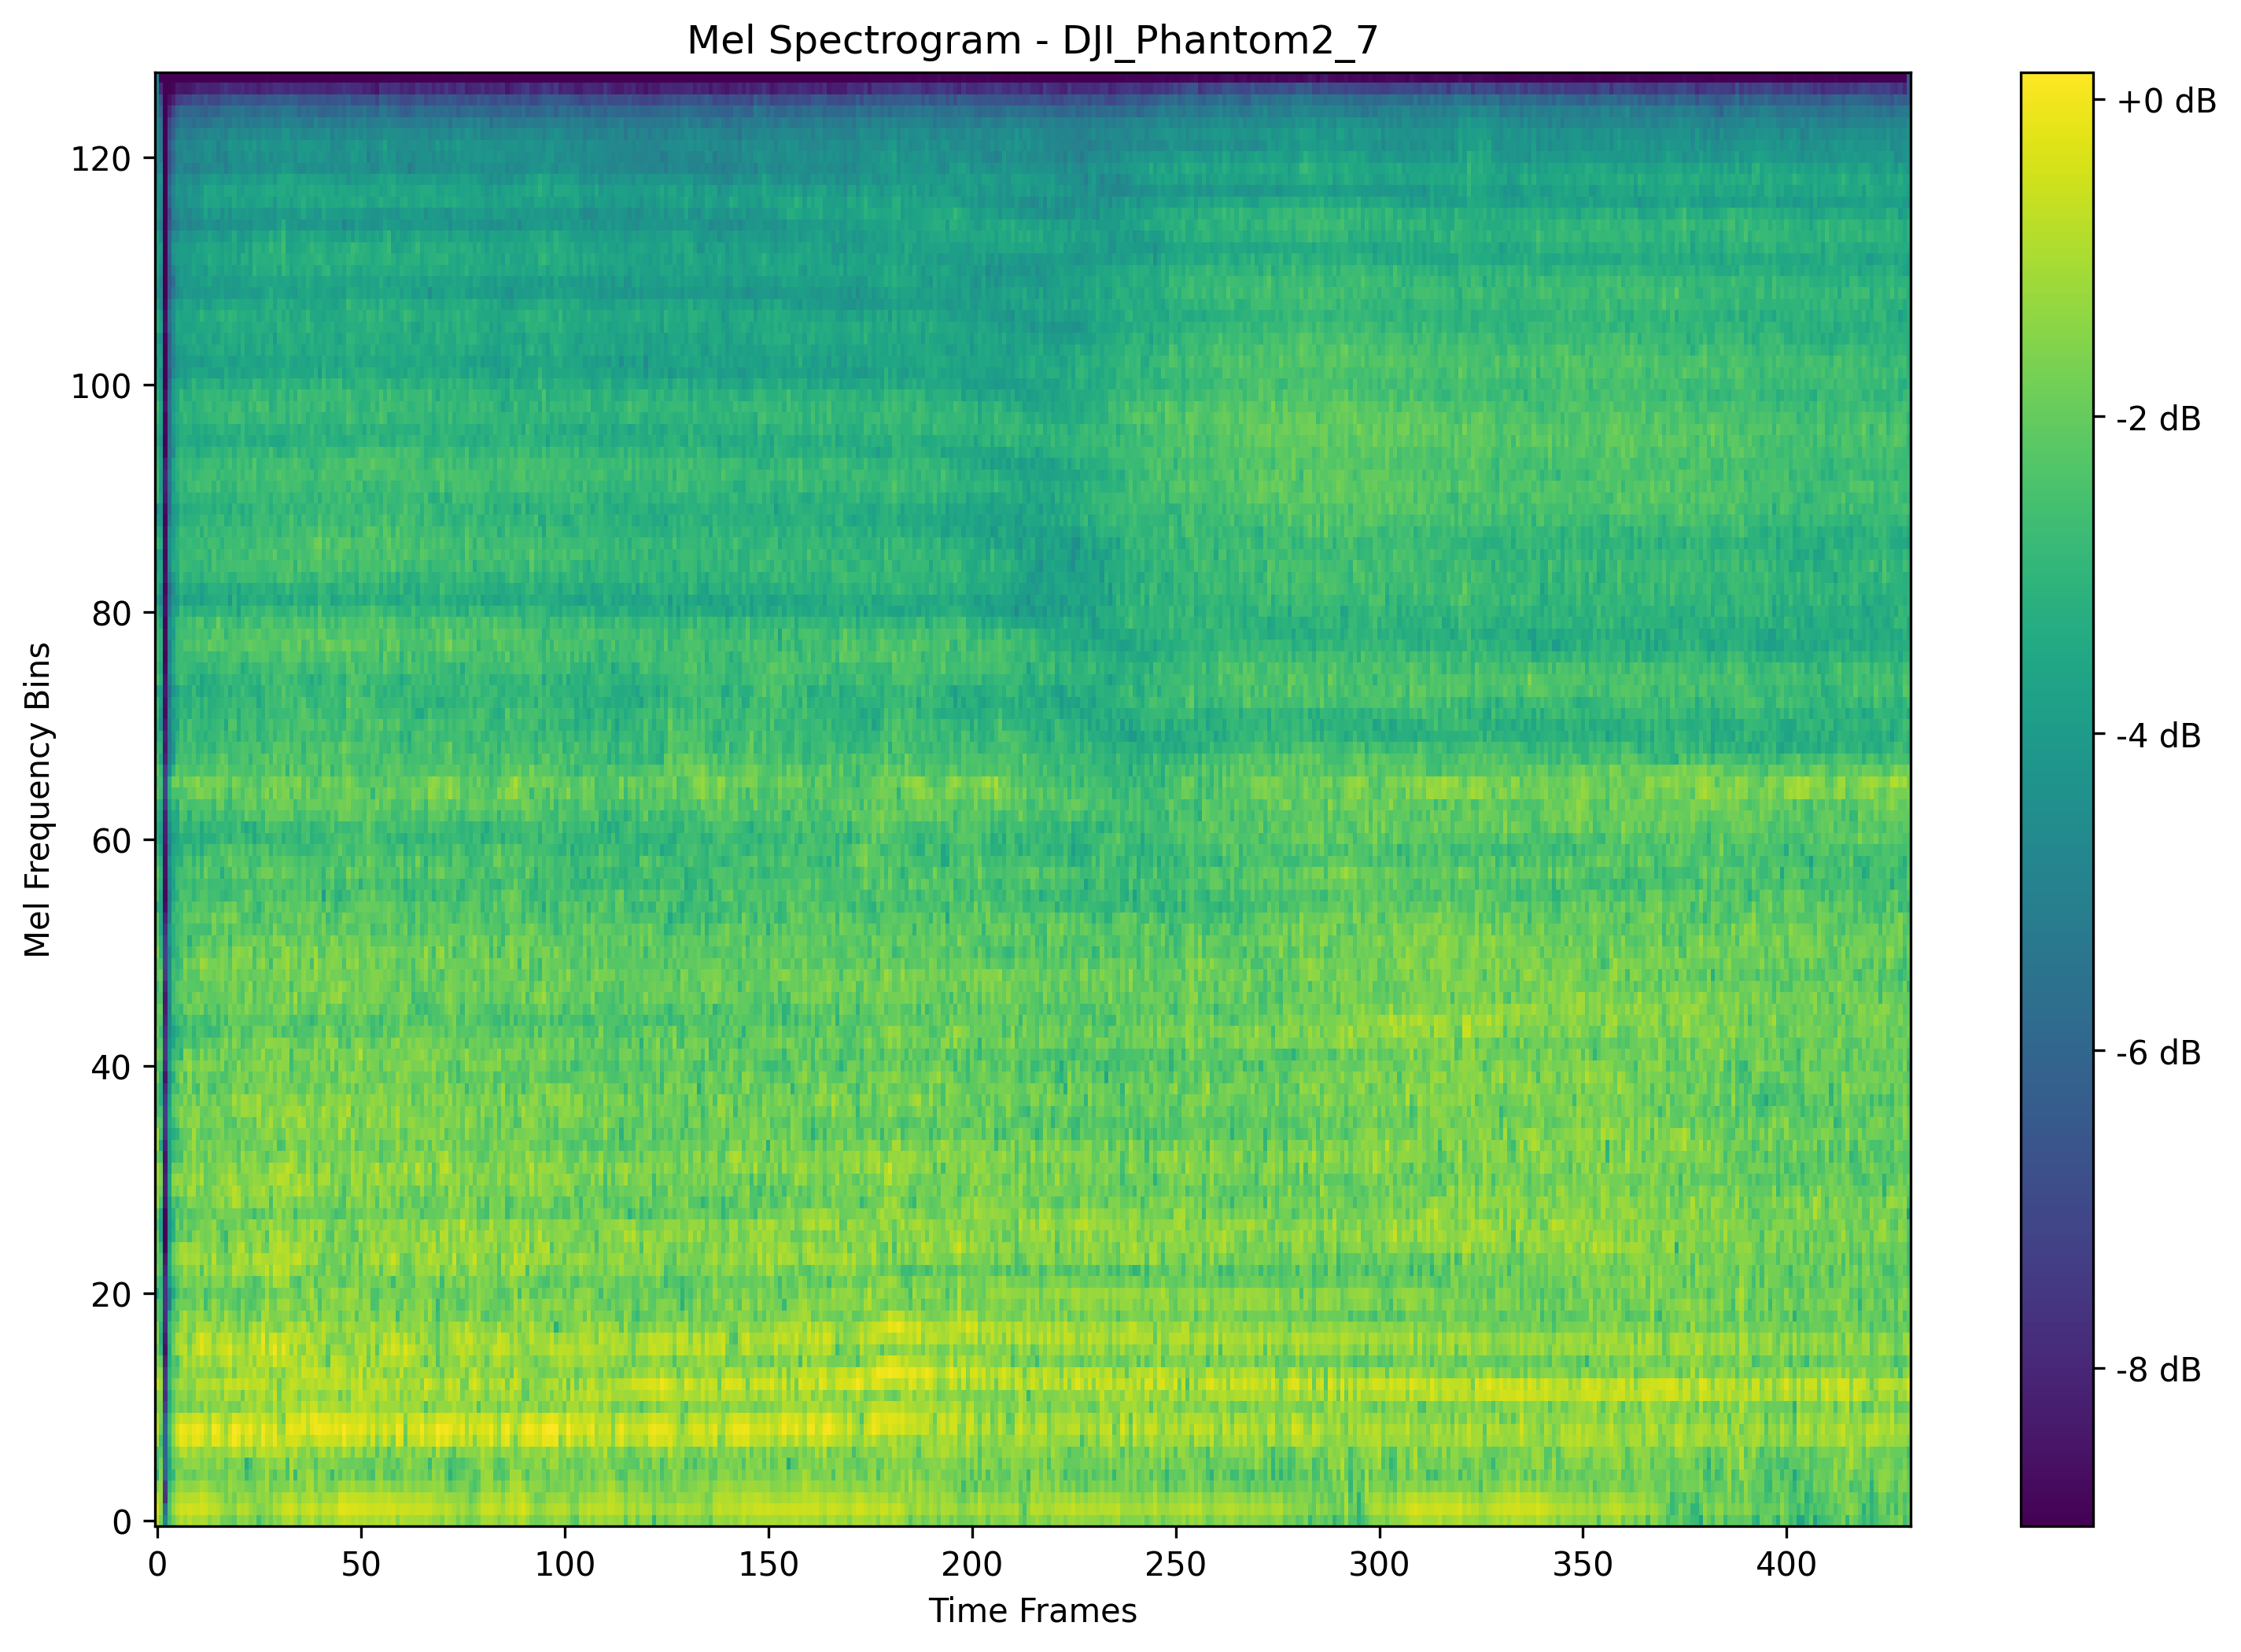 Mel Spectrogram - DJI_Phantom2_7
Mel Frequency Bins
120
100
80
60
40
20
0
0 50 100 150 200 250 300 350 400
Time Frames
+0 dB
-2 dB
-4 dB
-6 dB
-8 dB